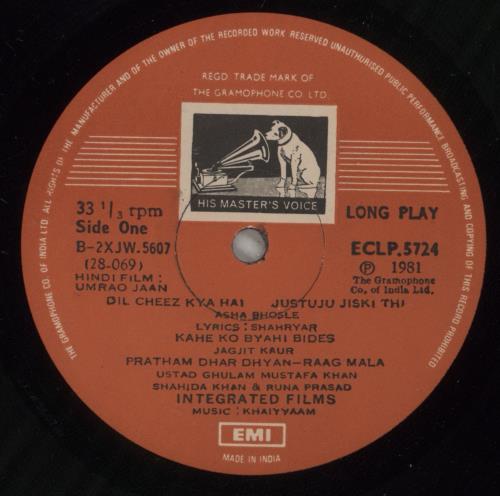 THE GRAMOPHONE CO. OF INDIA LTD. ALL RIGHTS OF THE MANUFACTURER AND OF THE OWNER OF THE RECORDED WORK RESERVED UNAUTHORISED PUBLIC PERFORMANCE BROADCASTING AND COPYING OF THIS RECORD PROHIBITED
REGD. TRADE MARK OF
THE GRAMOPHONE CO. LTD.
HIS MASTER'S VOICE
33 1/3 rpm
LONG PLAY
Side One
B-2XJW.5607
ECLP.5724
(28-069)
℗ 1981
HINDI FILM:
The Gramophone
UMRAO JAAN
Co. of India Ltd.
DIL CHEEZ KYA HAI JUSTUJU JISKI THI
ASHA BHOSLE
LYRICS: SHAHRYAR
KAHE KO BYAHI BIDES
JAGJIT KAUR
PRATHAM DHAR DHYAN-RAAG MALA
USTAD GHULAM MUSTAFA KHAN
SHAHIDA KHAN & RUNA PRASAD
INTEGRATED FILMS
MUSIC: KHAIYYAAM
EMI
MADE IN INDIA